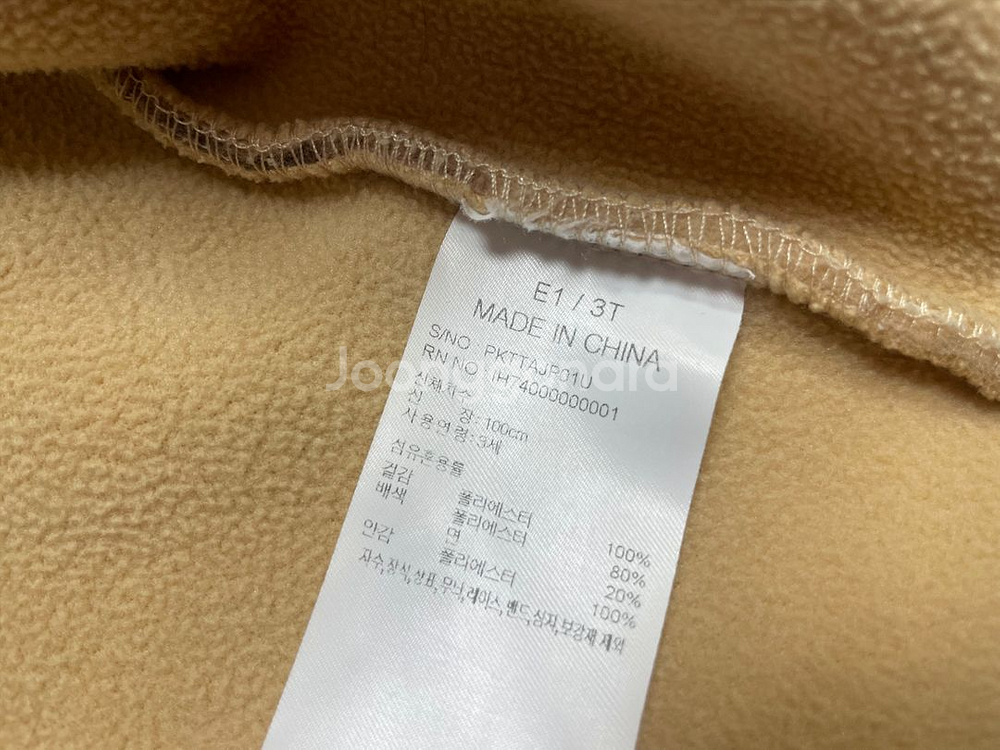 E1 / 3T
MADE IN CHINA
S/NO : PKTTAJP01U
RN NO : IH74000000001
신체치수
신 장 : 100cm
사용연령 : 3세
섬유혼용률
겉감 폴리에스터 100%
배색 폴리에스터 80%
면 20%
안감 폴리에스터 100%
자수,장식,상표,무늬,레이스,밴드,심지,보강재 제외
Joonggonara